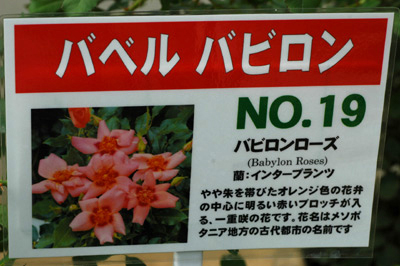 バベル バビロン
NO.19
バビロンローズ
(Babylon Roses)
蘭：インタープランツ
やや朱を帯びたオレンジ色の花弁
の中心に明るい赤いブロッチが入
る、一重咲の花です。花名はメソポ
タニア地方の古代都市の名前です